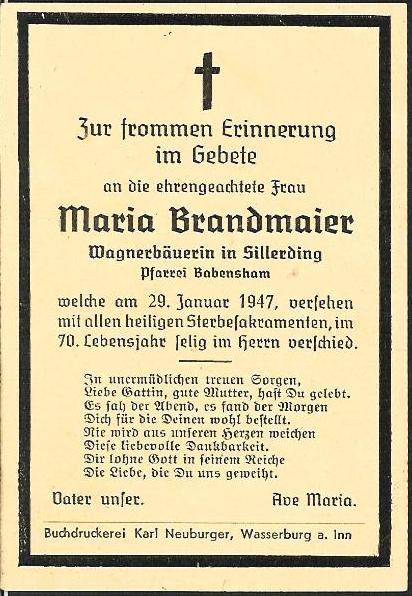 Zur frommen Erinnerung
im Gebete
an die ehrengeachtete Frau
Maria Brandmaier
Wagnerbäuerin in Sillerding
Pfarrei Babensham
welche am 29. Januar 1947, versehen
mit allen heiligen Sterbesakramenten, im
70. Lebensjahr selig im Herrn verschied.
In unermüdlichen treuen Sorgen,
Liebe Gattin, gute Mutter, hast Du gelebt.
Es sah der Abend, es fand der Morgen
Dich für die Deinen wohl bestellt.
Nie wird aus unseren Herzen weichen
Diese liebevolle Dankbarkeit.
Dir lohne Gott in seinem Reiche
Die Liebe, die Du uns geweiht.
Vater unser. Ave Maria.
Buchdruckerei Karl Neuburger, Wasserburg a. Inn